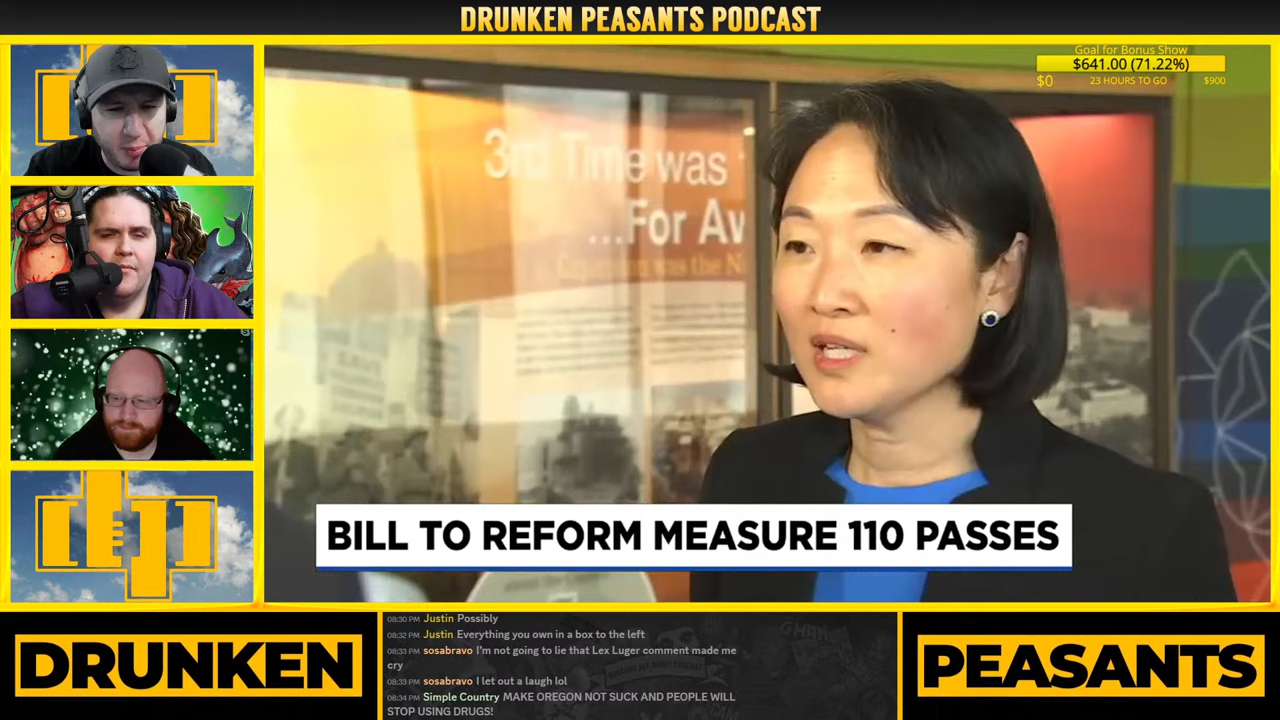 DRUNKEN PEASANTS PODCAST
Goal for Bonus Show
$641.00 (71.22%)
$0 23 HOURS TO GO $900
3rd Time was
...For Av
was the
BILL TO REFORM MEASURE 110 PASSES
DRUNKEN
08:30 PM Justin Possibly
08:32 PM Justin Everything you own in a box to the left
08:33 PM sosabravo I'm not going to lie that Lex Luger comment made me
cry
08:33 PM sosabravo I let out a laugh lol
08:34 PM Simple Country MAKE OREGON NOT SUCK AND PEOPLE WILL
STOP USING DRUGS!
PEASANTS